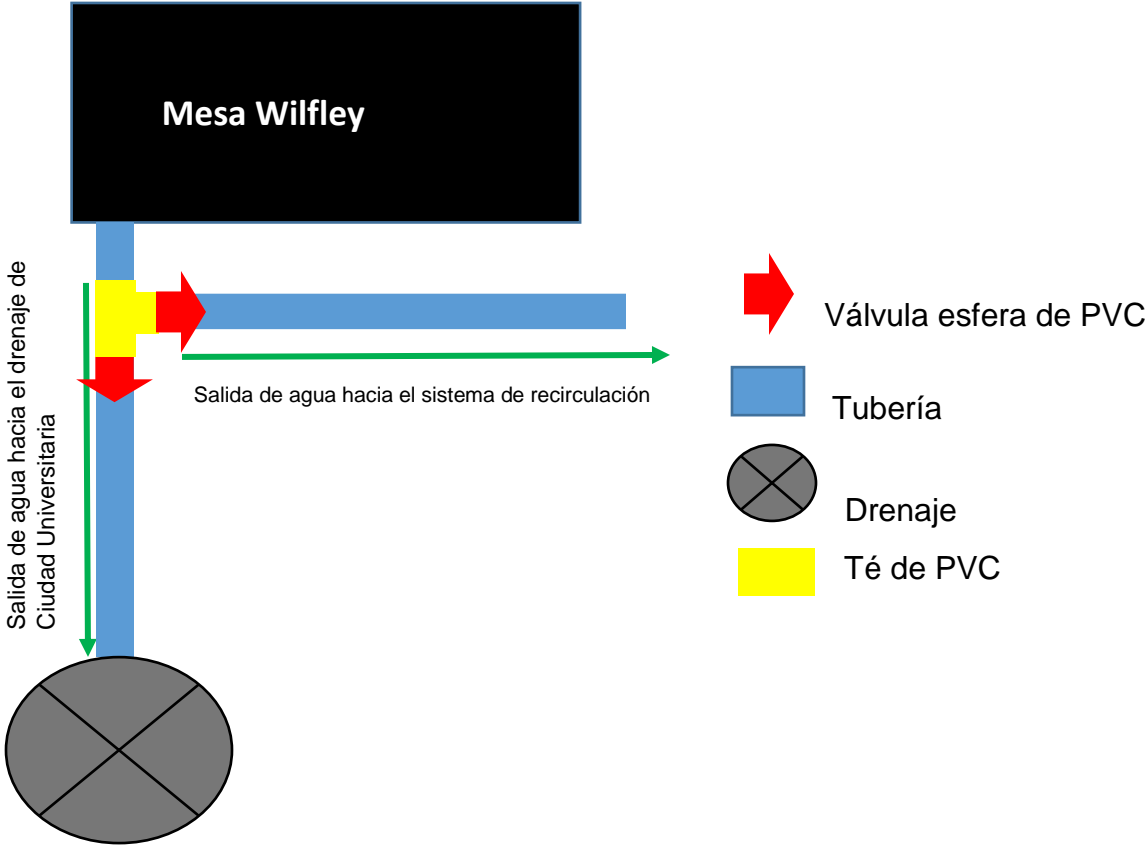 Mesa Wilfley
Salida de agua hacia el drenaje de
Ciudad Universitaria
Salida de agua hacia el sistema de recirculación
Válvula esfera de PVC
Tubería
Drenaje
Té de PVC